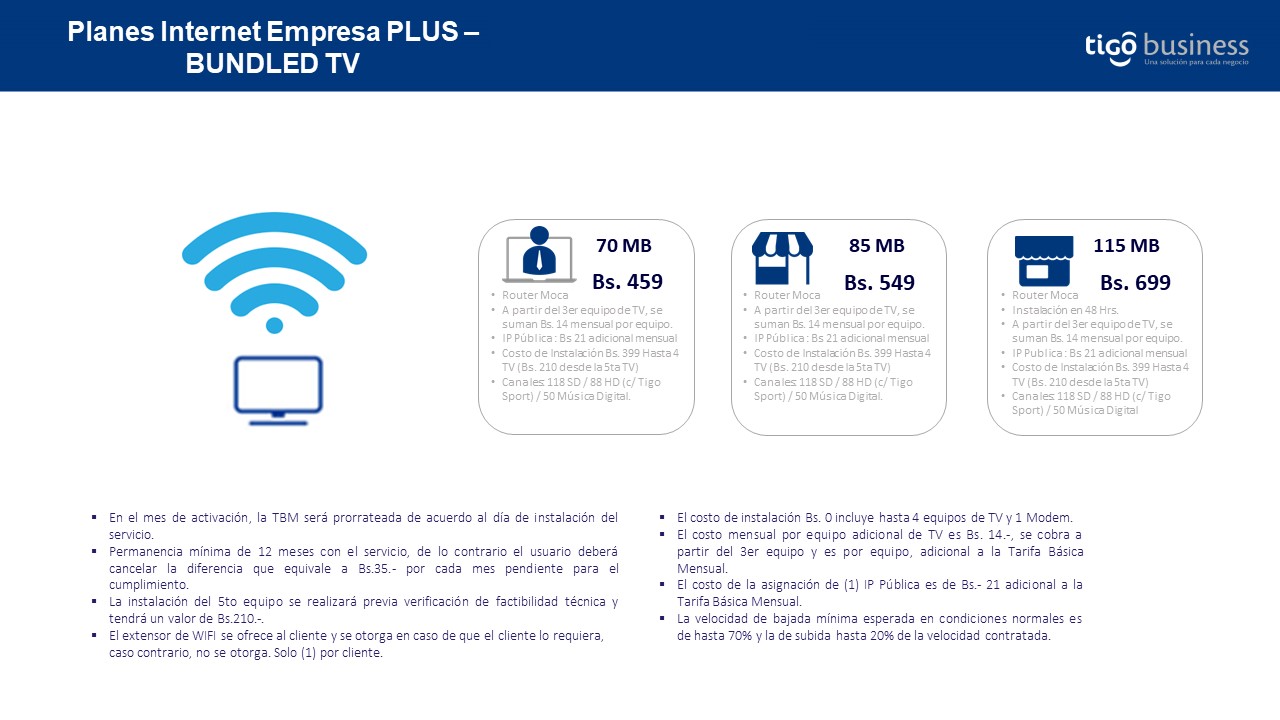 Planes Internet Empresa PLUS –
BUNDLED TV
tigo business
Una solución para cada negocio
70 MB
Bs. 459
• Router Moca
• A partir del 3er equipo de TV, se
suman Bs. 14 mensual por equipo.
• IP Pública : Bs 21 adicional mensual
• Costo de Instalación Bs. 399 Hasta 4
TV (Bs. 210 desde la 5ta TV)
• Canales: 118 SD / 88 HD (c/ Tigo
Sport) / 50 Música Digital.
85 MB
Bs. 549
• Router Moca
• A partir del 3er equipo de TV, se
suman Bs. 14 mensual por equipo.
• IP Pública : Bs 21 adicional mensual
• Costo de Instalación Bs. 399 Hasta 4
TV (Bs. 210 desde la 5ta TV)
• Canales: 118 SD / 88 HD (c/ Tigo
Sport) / 50 Música Digital.
115 MB
Bs. 699
• Router Moca
• Instalación en 48 Hrs.
• A partir del 3er equipo de TV, se
suman Bs. 14 mensual por equipo.
• IP Publica : Bs 21 adicional mensual
• Costo de Instalación Bs. 399 Hasta 4
TV (Bs. 210 desde la 5ta TV)
• Canales: 118 SD / 88 HD (c/ Tigo
Sport) / 50 Música Digital
▪ En el mes de activación, la TBM será prorrateada de acuerdo al día de instalación del
servicio.
▪ Permanencia mínima de 12 meses con el servicio, de lo contrario el usuario deberá
cancelar la diferencia que equivale a Bs.35.- por cada mes pendiente para el
cumplimiento.
▪ La instalación del 5to equipo se realizará previa verificación de factibilidad técnica y
tendrá un valor de Bs.210.-.
▪ El extensor de WIFI se ofrece al cliente y se otorga en caso de que el cliente lo requiera,
caso contrario, no se otorga. Solo (1) por cliente.
▪ El costo de instalación Bs. 0 incluye hasta 4 equipos de TV y 1 Modem.
▪ El costo mensual por equipo adicional de TV es Bs. 14.-, se cobra a
partir del 3er equipo y es por equipo, adicional a la Tarifa Básica
Mensual.
▪ El costo de la asignación de (1) IP Pública es de Bs.- 21 adicional a la
Tarifa Básica Mensual.
▪ La velocidad de bajada mínima esperada en condiciones normales es
de hasta 70% y la de subida hasta 20% de la velocidad contratada.